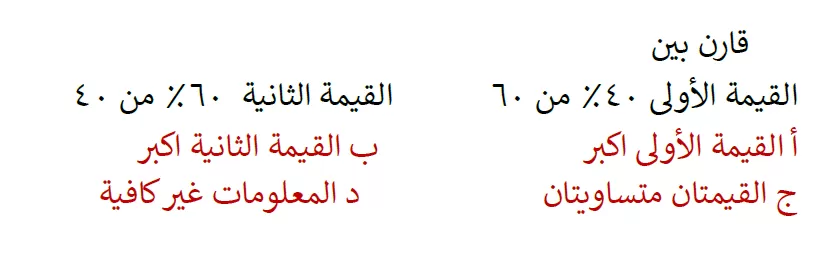 قارن بين
القيمة الأولى ٤٠٪ من ٦٠ القيمة الثانية ٦٠٪ من ٤٠
أ القيمة الأولى اكبر ب القيمة الثانية اكبر
ج القيمتان متساويتان د المعلومات غير كافية